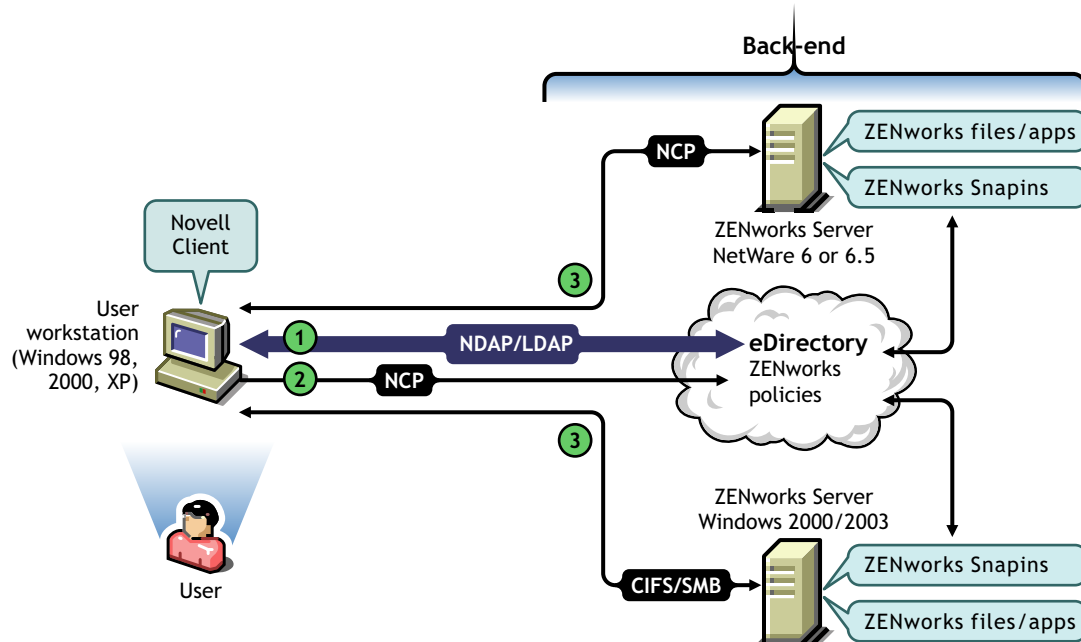 Back-end
ZENworks files/apps
NCP
ZENworks Snapins
Novell
Client
ZENworks Server
NetWare 6 or 6.5
3
User
workstation
(Windows 98,
2000, XP)
1
NDAP/LDAP
eDirectory
ZENworks
policies
2
NCP
3
ZENworks Server
Windows 2000/2003
ZENworks Snapins
CIFS/SMB
User
ZENworks files/apps